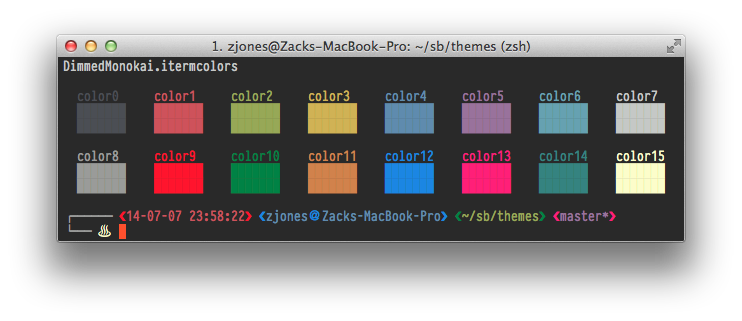 1. zjones@Zacks-MacBook-Pro: ~/sb/themes (zsh)
DimmedMonokai.itermcolors
color0 color1 color2 color3 color4 color5 color6 color7
color8 color9 color10 color11 color12 color13 color14 color15
❮14-07-07 23:58:22❯ ❮zjones@Zacks-MacBook-Pro❯ ❮~/sb/themes❯ ❮master*❯
♨